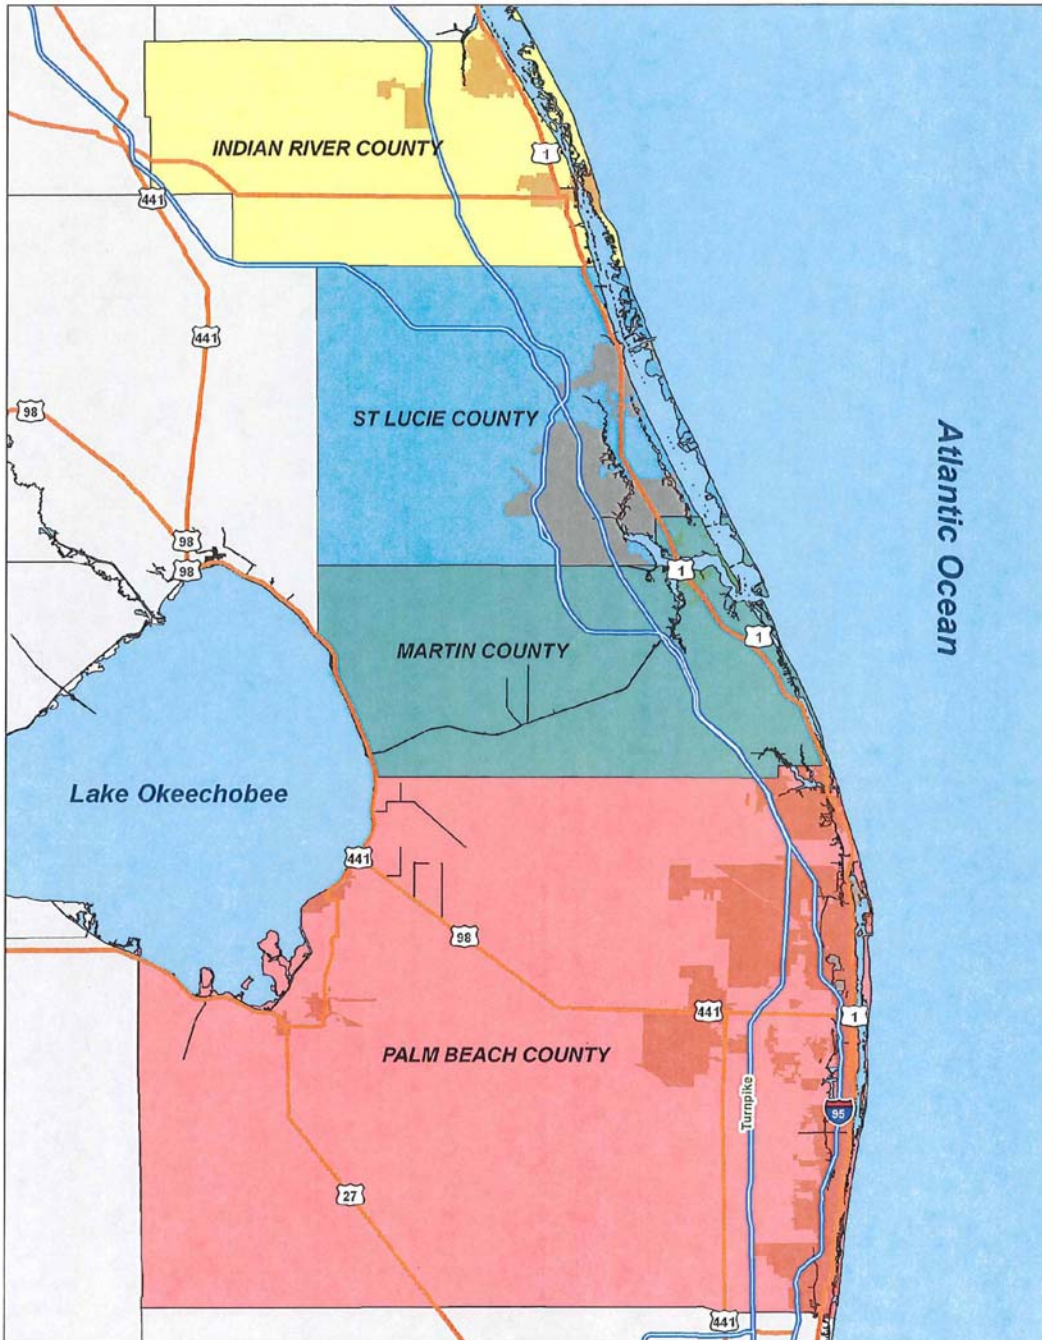 INDIAN RIVER COUNTY
1
441
441
98
ST LUCIE COUNTY
Atlantic Ocean
98
98
1
1
MARTIN COUNTY
Lake Okeechobee
441
98
441
1
PALM BEACH COUNTY
Turnpike
95
27
441